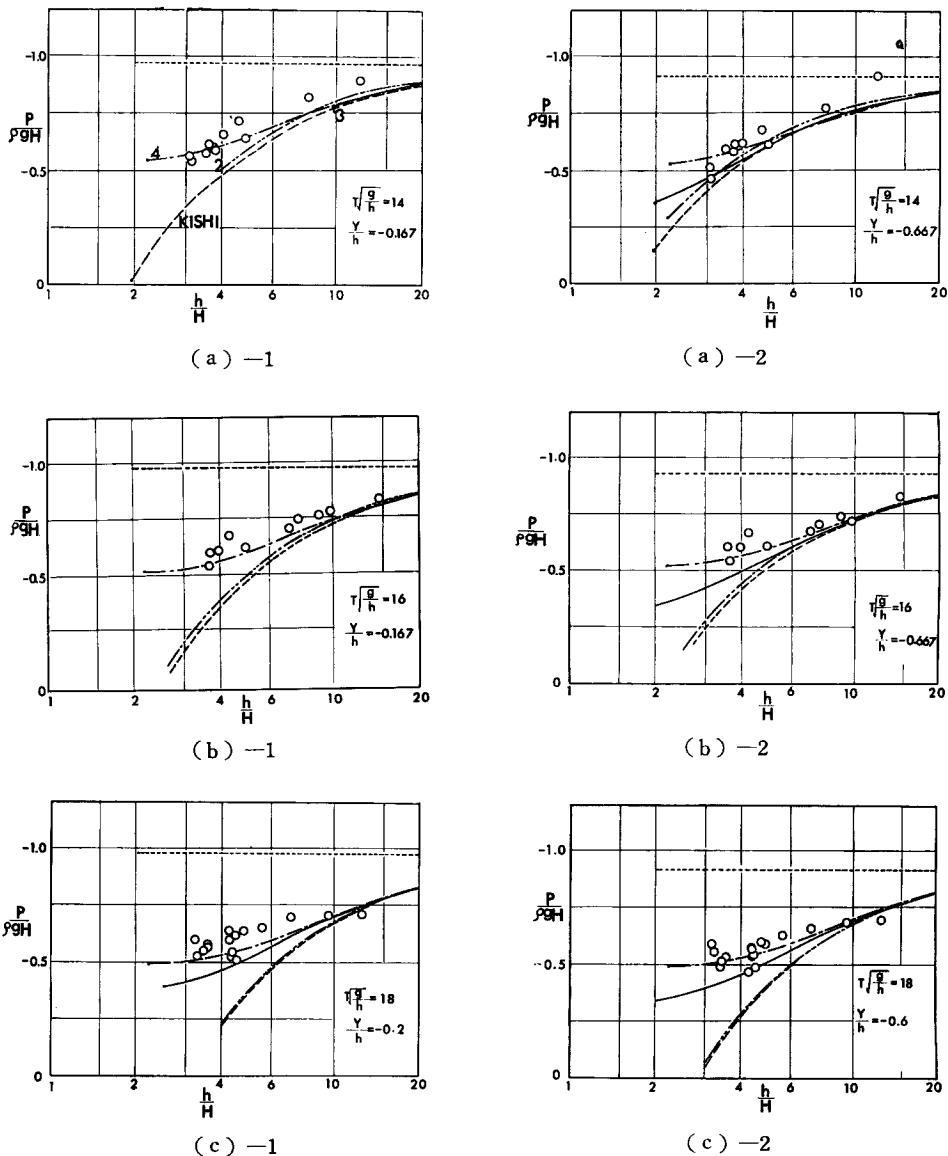 -1.0
P
ρgH
-0.5
0
4
2
3
KISHI
T√g/h =14
Y/h =-0.167
1 2 4 6 10 20
h
H
(a) —1
-1.0
P
ρgH
-0.5
0
T√g/h =14
Y/h =-0.667
1 2 4 6 10 20
h
H
(a) —2
-1.0
P
ρgH
-0.5
0
T√g/h =16
Y/h =-0.167
1 2 4 6 10 20
h
H
(b) —1
-1.0
P
ρgH
-0.5
0
T√g/h =16
Y/h =-0.667
1 2 4 6 10 20
h
H
(b) —2
-1.0
P
ρgH
-0.5
0
T√g/h =18
Y/h =-0.2
1 2 4 6 10 20
h
H
(c) —1
-1.0
P
ρgH
-0.5
0
T√g/h =18
Y/h =-0.6
1 2 4 6 10 20
h
H
(c) —2